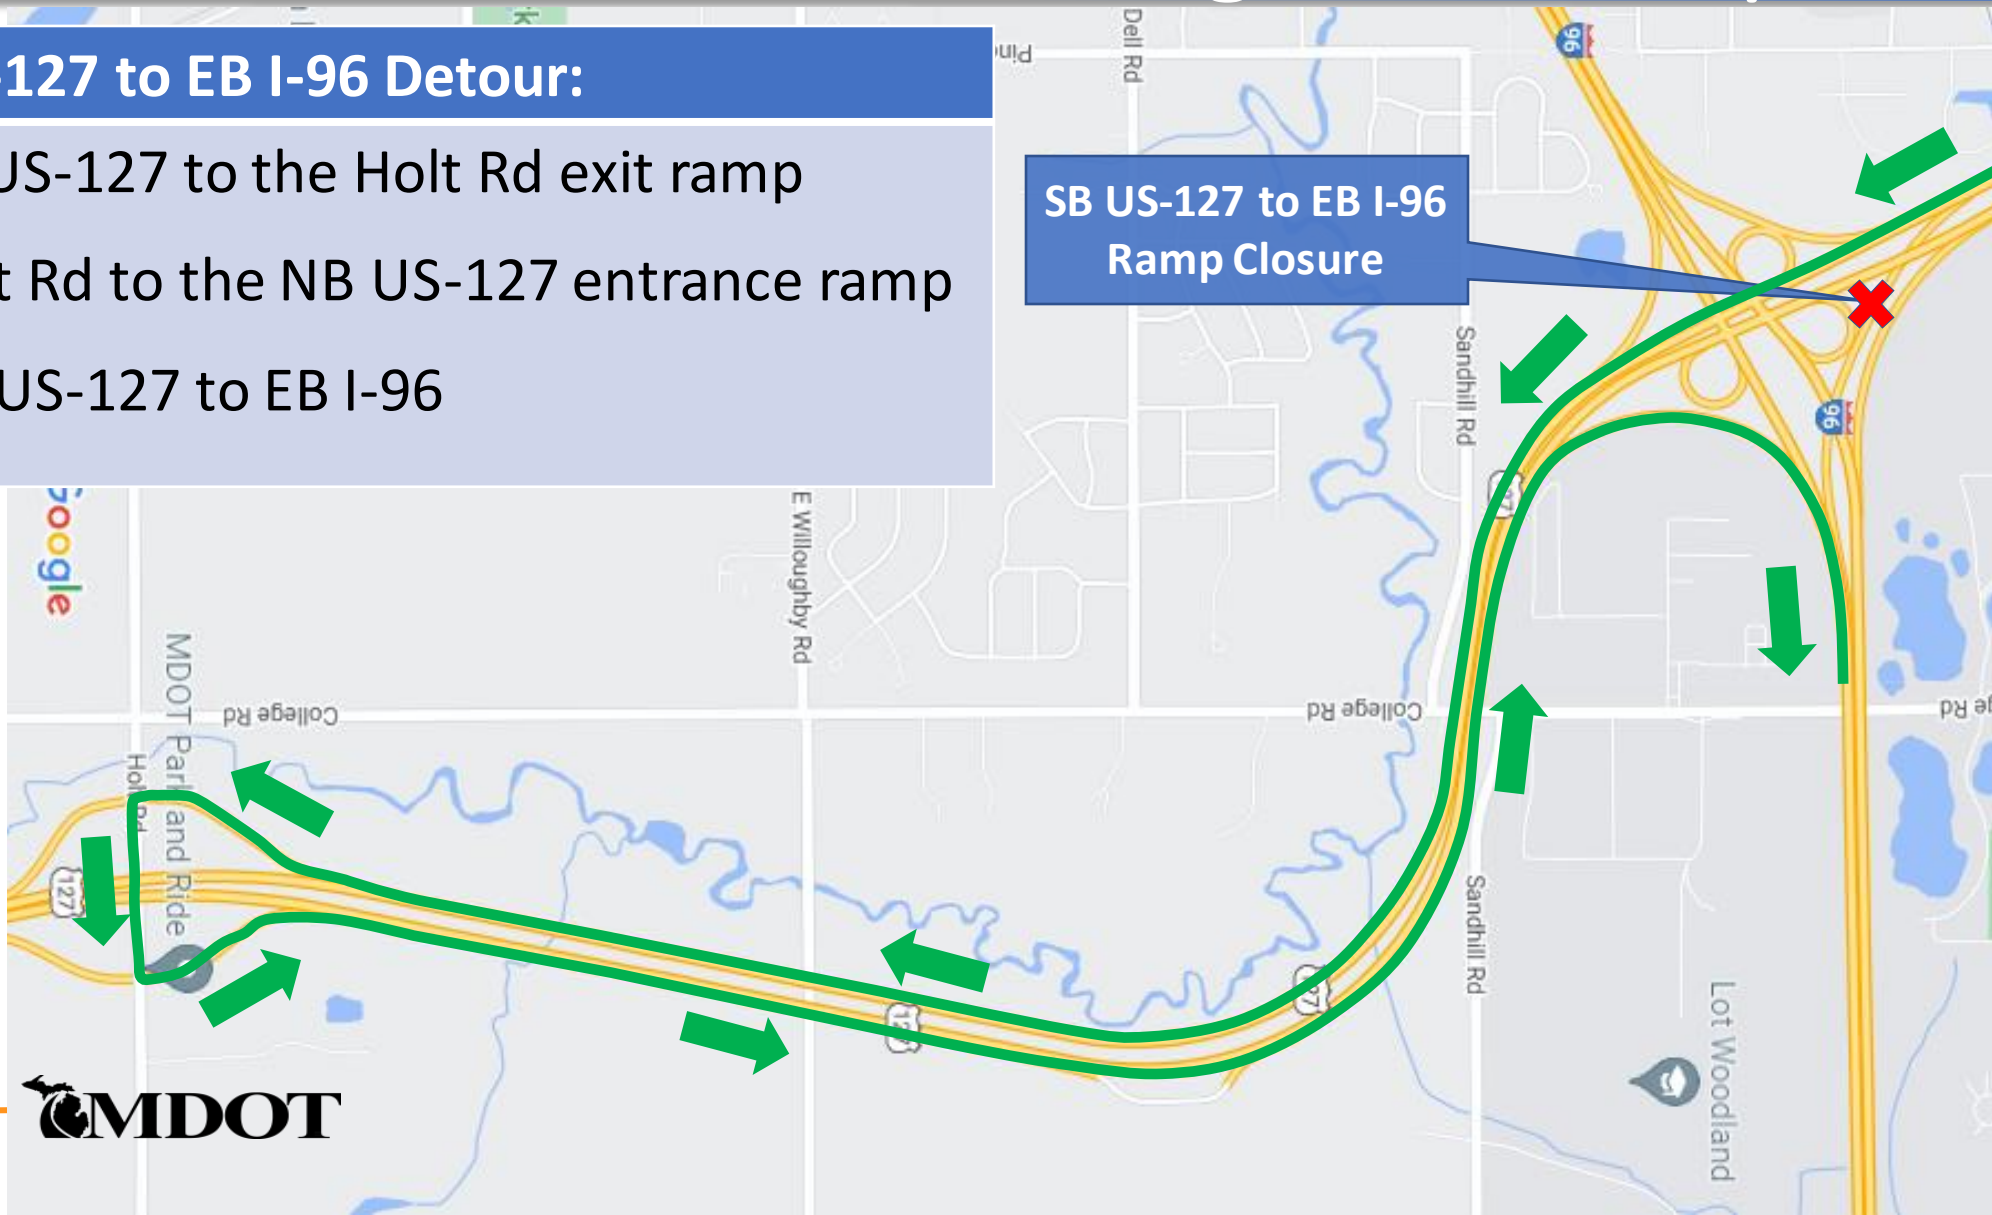 -127 to EB I-96 Detour:
US-127 to the Holt Rd exit ramp
t Rd to the NB US-127 entrance ramp
US-127 to EB I-96
SB US-127 to EB I-96
Ramp Closure
Dell Rd
96
Sandhill Rd
96
Google
E Willoughby Rd
MDOT Park and Ride
College Rd
College Rd
Holt Rd
127
127
Sandhill Rd
Lot Woodland
MDOT